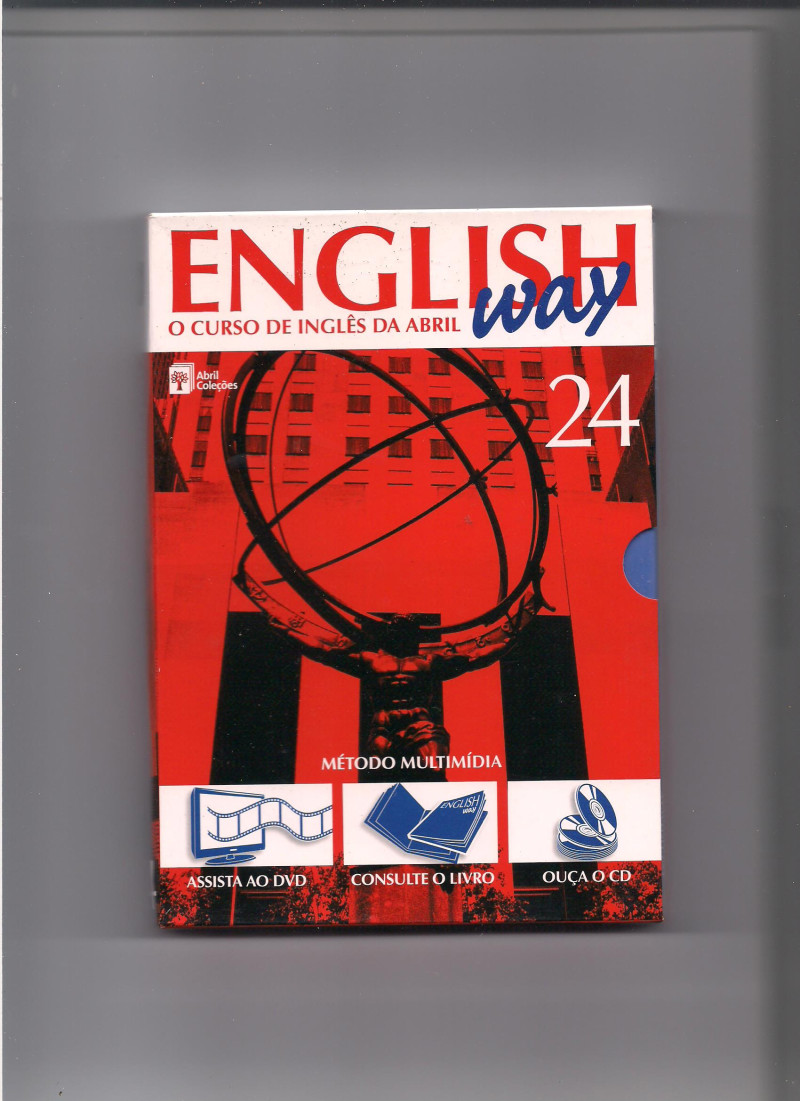 ENGLISH
way
O CURSO DE INGLÊS DA ABRIL
Abril
Coleções
24
MÉTODO MULTIMÍDIA
ENGLISH
way
ASSISTA AO DVD
CONSULTE O LIVRO
OUÇA O CD